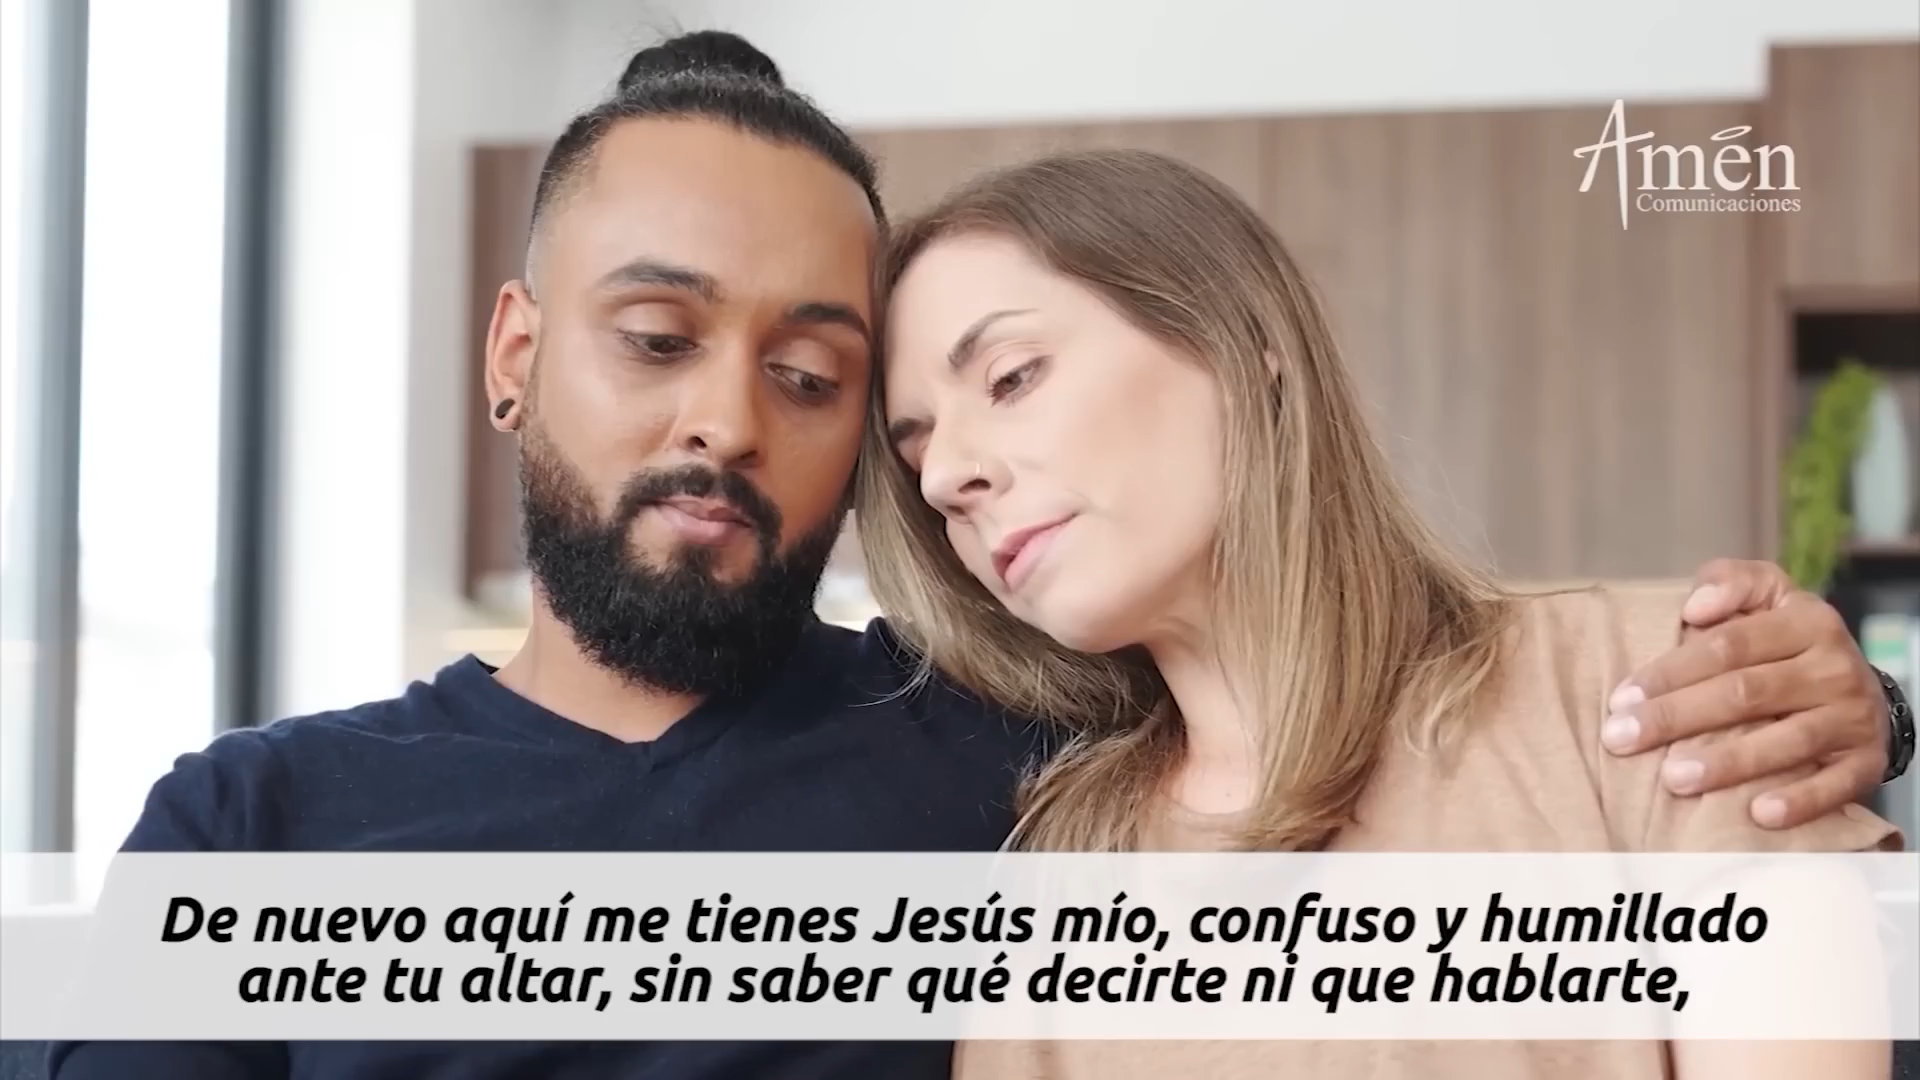 Amén
Comunicaciones
De nuevo aquí me tienes Jesús mío, confuso y humillado
ante tu altar, sin saber qué decirte ni que hablarte,